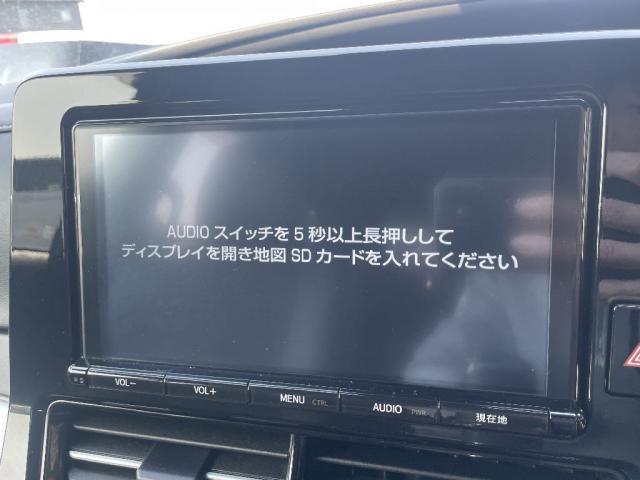 AUDIO スイッチを5秒以上長押しして
ディスプレイを開き地図 SD カードを入れてください
VOL− VOL+ MENU CTRL AUDIO PWR 現在地